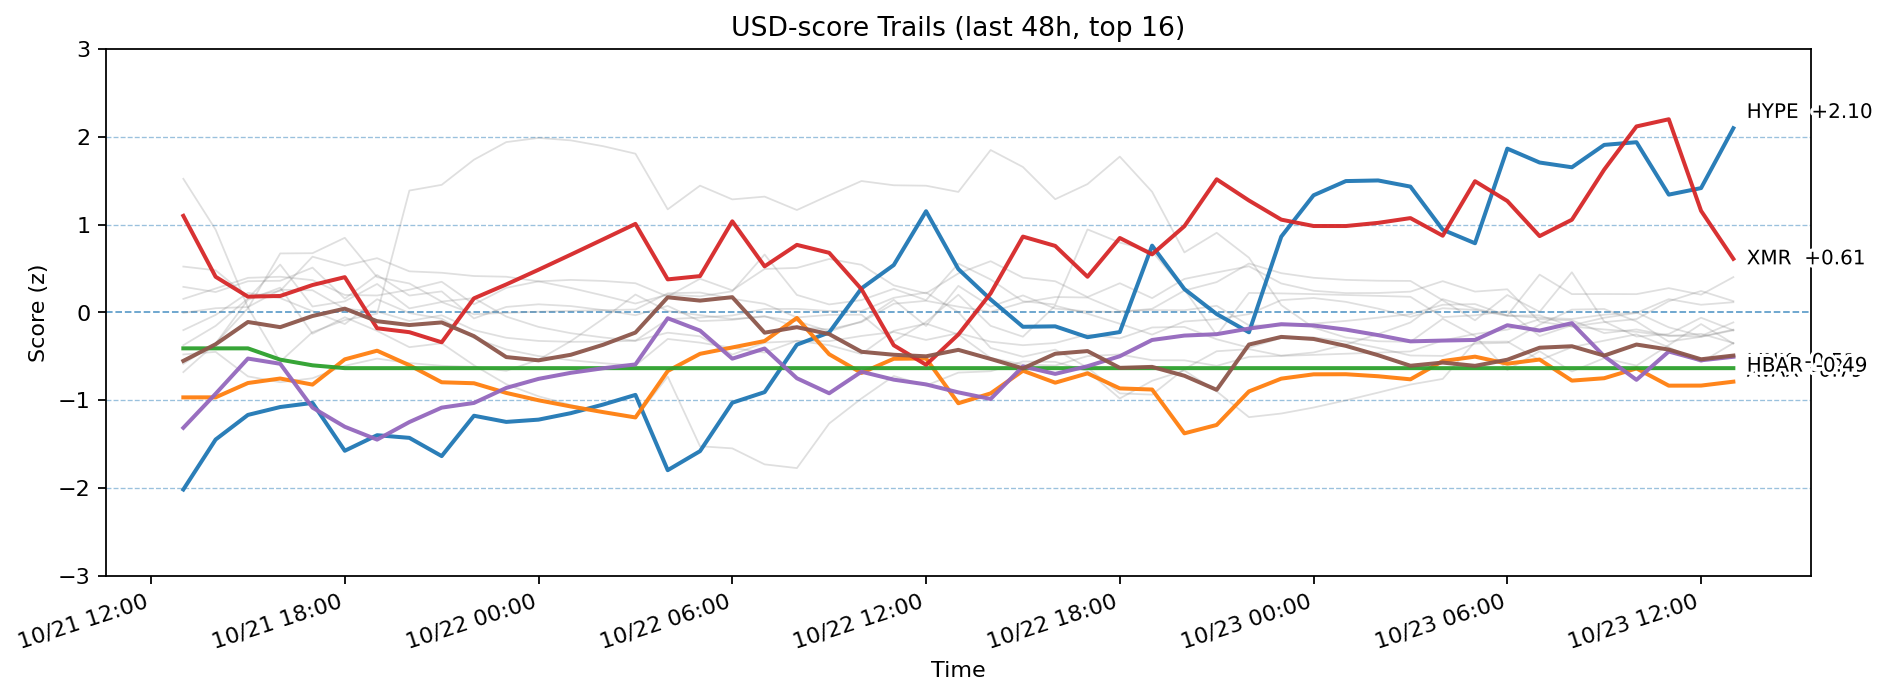 USD-score Trails (last 48h, top 16)
Score (z)
3
2
1
0
−1
−2
−3
HYPE +2.10
XMR +0.61
HBAR -0.49
10/21 12:00
10/21 18:00
10/22 00:00
10/22 06:00
10/22 12:00
10/22 18:00
10/23 00:00
10/23 06:00
10/23 12:00
Time